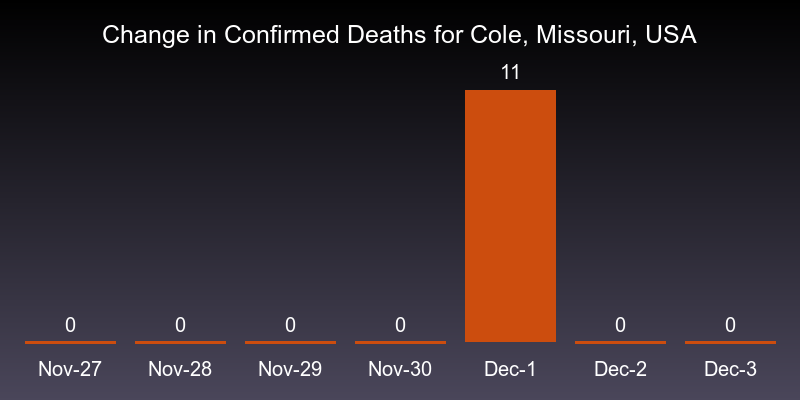 Change in Confirmed Deaths for Cole, Missouri, USA
11
0 0 0 0 0 0
Nov-27 Nov-28 Nov-29 Nov-30 Dec-1 Dec-2 Dec-3